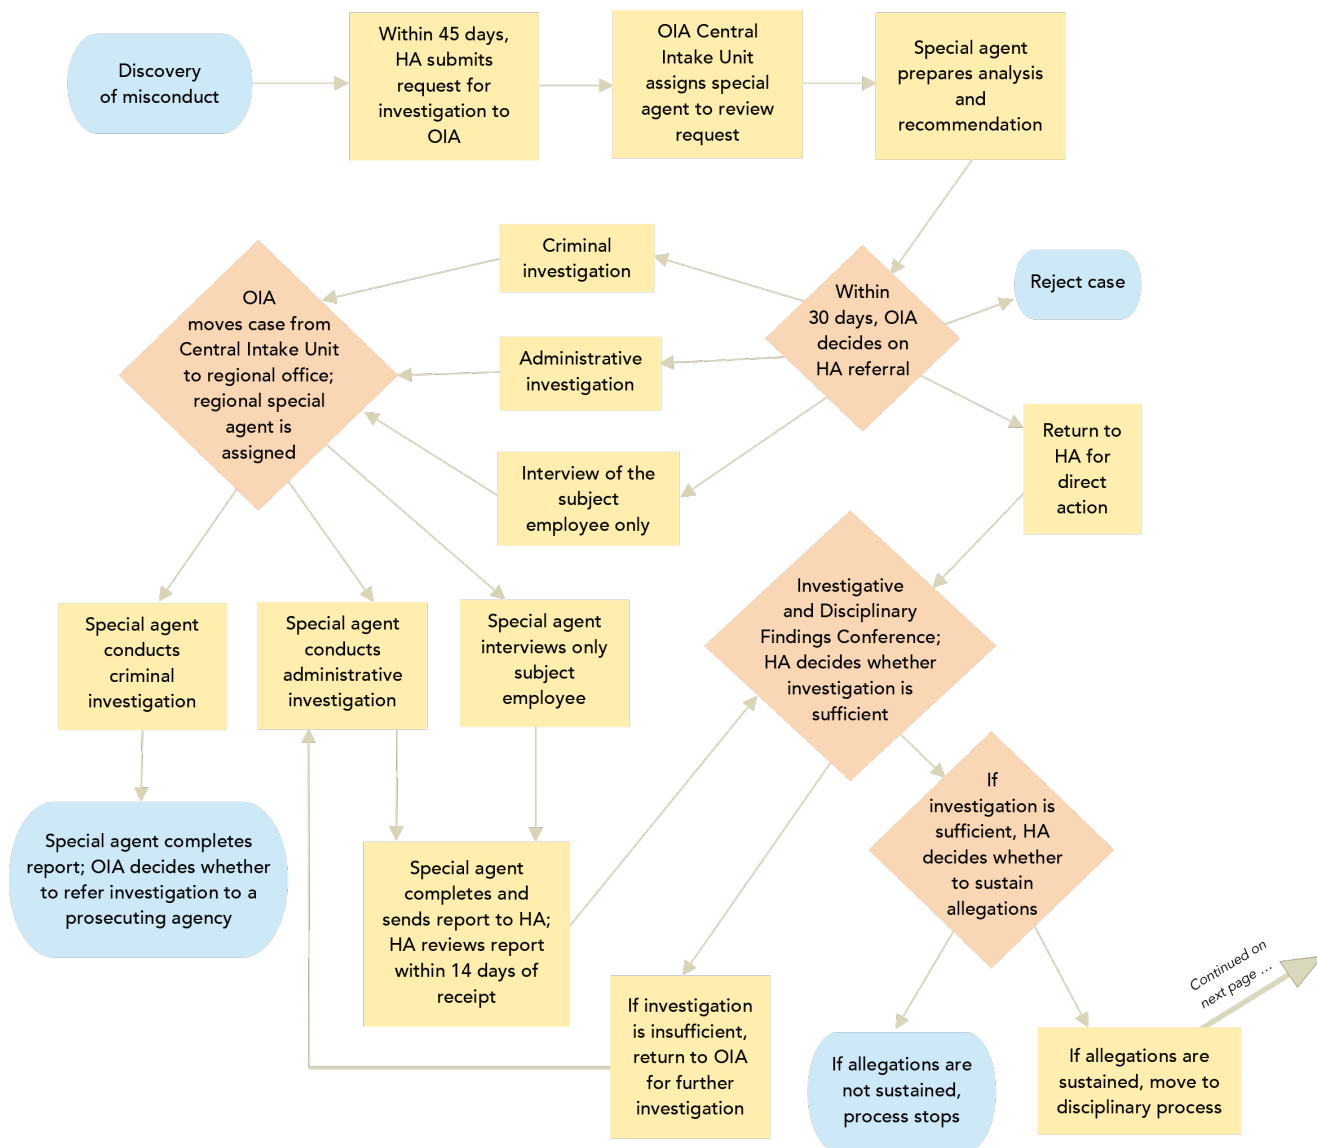 Discovery
of misconduct
Within 45 days,
HA submits
request for
investigation to
OIA
OIA Central
Intake Unit
assigns special
agent to review
request
Special agent
prepares analysis
and
recommendation
Criminal
investigation
Within
30 days, OIA
decides on
HA referral
Reject case
OIA
moves case from
Central Intake Unit
to regional office;
regional special
agent is
assigned
Administrative
investigation
Return to
HA for
direct
action
Interview of the
subject
employee only
Investigative
and Disciplinary
Findings Conference;
HA decides whether
investigation is
sufficient
Special agent
conducts
criminal
investigation
Special agent
conducts
administrative
investigation
Special agent
interviews only
subject
employee
If
investigation is
sufficient, HA
decides whether
to sustain
allegations
Special agent completes
report; OIA decides whether
to refer investigation to a
prosecuting agency
Special agent
completes and
sends report to HA;
HA reviews report
within 14 days of
receipt
If investigation
is insufficient,
return to OIA
for further
investigation
If allegations are
not sustained,
process stops
If allegations are
sustained, move to
disciplinary process
Continued on
next page ...